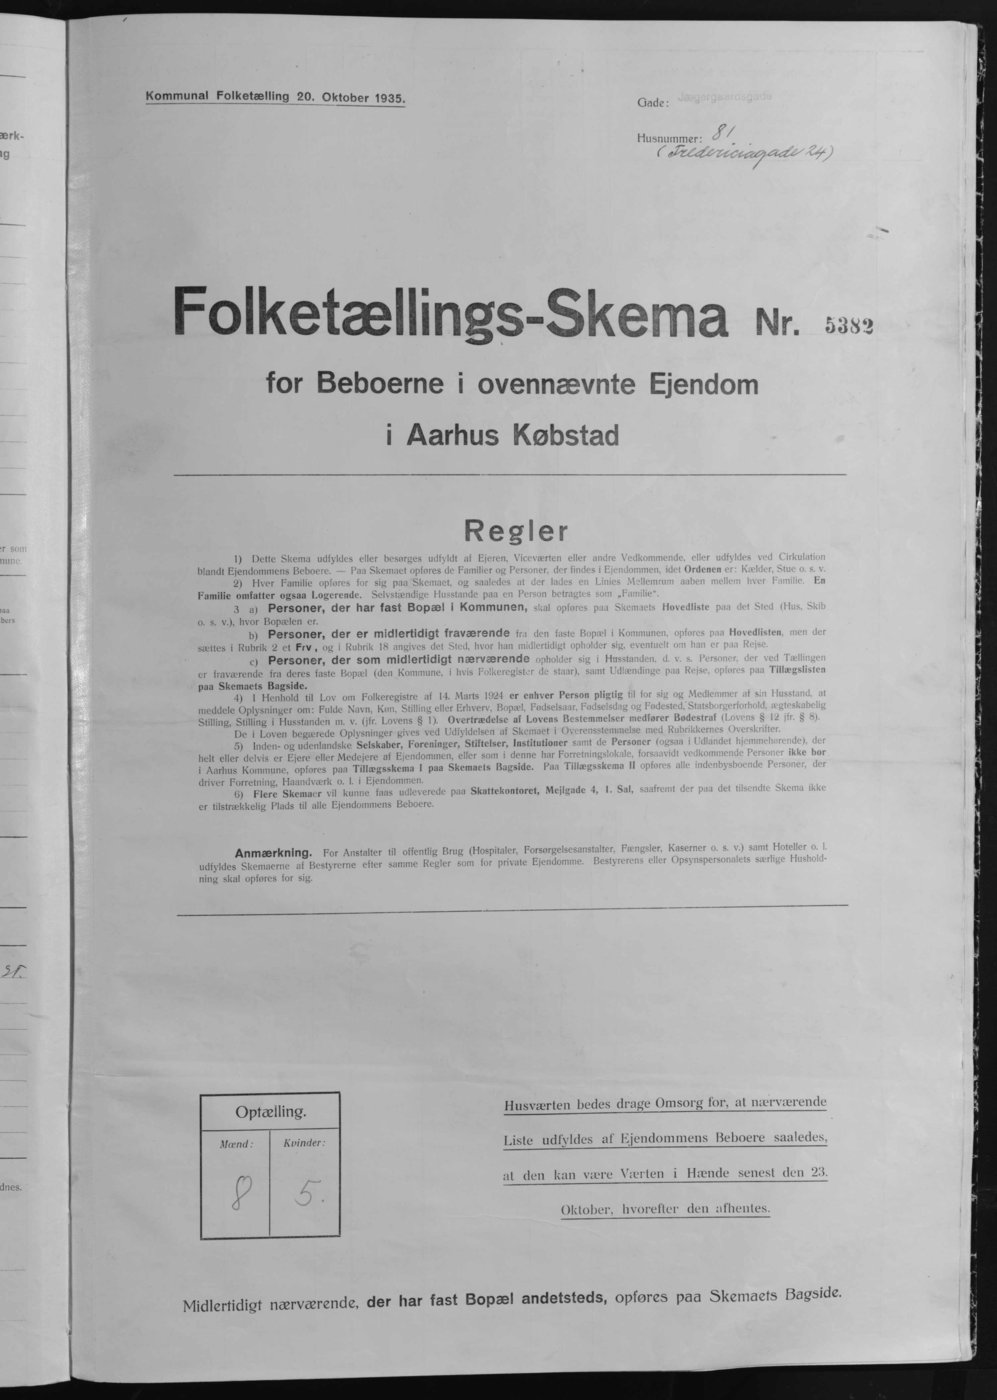 Kommunal Folketælling 20. Oktober 1935.
Gade: Jægergaardsgade
Husnummer: 81
(Fredericiagade 24)
Folketællings-Skema Nr. 5382
for Beboerne i ovennævnte Ejendom
i Aarhus Købstad
Regler
1) Dette Skema udfyldes eller besørges udfyldt af Ejeren, Viceværten eller andre Vedkommende, eller udfyldes ved Cirkulation
blandt Ejendommens Beboere. — Paa Skemaet opføres de Familier og Personer, der findes i Ejendommen, idet Ordenen er: Kælder, Stue o. s. v.
2) Hver Familie opføres for sig paa Skemaet, og saaledes at der lades en Linies Mellemrum aaben mellem hver Familie. En
Familie omfatter ogsaa Logerende. Selvstændige Husstande paa en Person betragtes som „Familie".
3 a) Personer, der har fast Bopæl i Kommunen, skal opføres paa Skemaets Hovedliste paa det Sted (Hus, Skib
o. s. v.), hvor Bopælen er.
b) Personer, der er midlertidigt fraværende fra den faste Bopæl i Kommunen, opføres paa Hovedlisten, men der
sættes i Rubrik 2 et Frv., og i Rubrik 18 angives det Sted, hvor han midlertidigt opholder sig, eventuelt om han er paa Rejse.
c) Personer, der som midlertidigt nærværende opholder sig i Husstanden, d. v. s. Personer, der ved Tællingen
er fraværende fra deres faste Bopæl (den Kommune, i hvis Folkeregister de staar), samt Udlændinge paa Rejse, opføres paa Tillægslisten
paa Skemaets Bagside.
4) I Henhold til Lov om Folkeregistre af 14. Marts 1924 er enhver Person pligtig til for sig og Medlemmer af sin Husstand, at
meddele Oplysninger om: Fulde Navn, Køn, Stilling eller Erhverv, Bopæl, Fødselsaar, Fødselsdag og Fødested, Statsborgerforhold, ægteskabelig
Stilling, Stilling i Husstanden m. v. (jfr. Lovens § 1). Overtrædelse af Lovens Bestemmelser medfører Bødestraf (Lovens § 12 jfr. § 8).
De i Loven begærede Oplysninger gives ved Udfyldelsen af Skemaet i Overensstemmelse med Rubrikkernes Overskrifter.
5) Inden- og udenlandske Selskaber, Foreninger, Stiftelser, Institutioner samt de Personer (ogsaa i Udlandet hjemmehørende), der
helt eller delvis er Ejere eller Medejere af Ejendommen, eller som i denne har Forretningslokale, forsaavidt vedkommende Personer ikke bor
i Aarhus Kommune, opføres paa Tillægsskema I paa Skemaets Bagside. Paa Tillægsskema II opføres alle indenbysboende Personer, der
driver Forretning, Haandværk o. l. i Ejendommen.
6) Flere Skemaer vil kunne faas udleverede paa Skattekontoret, Mejlgade 4, 1. Sal, saafremt der paa det tilsendte Skema ikke
er tilstrækkelig Plads til alle Ejendommens Beboere.
Anmærkning. For Anstalter til offentlig Brug (Hospitaler, Forsørgelsesanstalter, Fængsler, Kaserner o. s. v.) samt Hoteller o. l.
udfyldes Skemaerne af Bestyrerne efter samme Regler som for private Ejendomme. Bestyrerens eller Opsynspersonalets særlige Hushold-
ning skal opføres for sig.
Optælling.
Mænd: Kvinder:
8 5.
Husværten bedes drage Omsorg for, at nærværende
Liste udfyldes af Ejendommens Beboere saaledes,
at den kan være Værten i Hænde senest den 23.
Oktober, hvorefter den afhentes.
Midlertidigt nærværende, der har fast Bopæl andetsteds, opføres paa Skemaets Bagside.